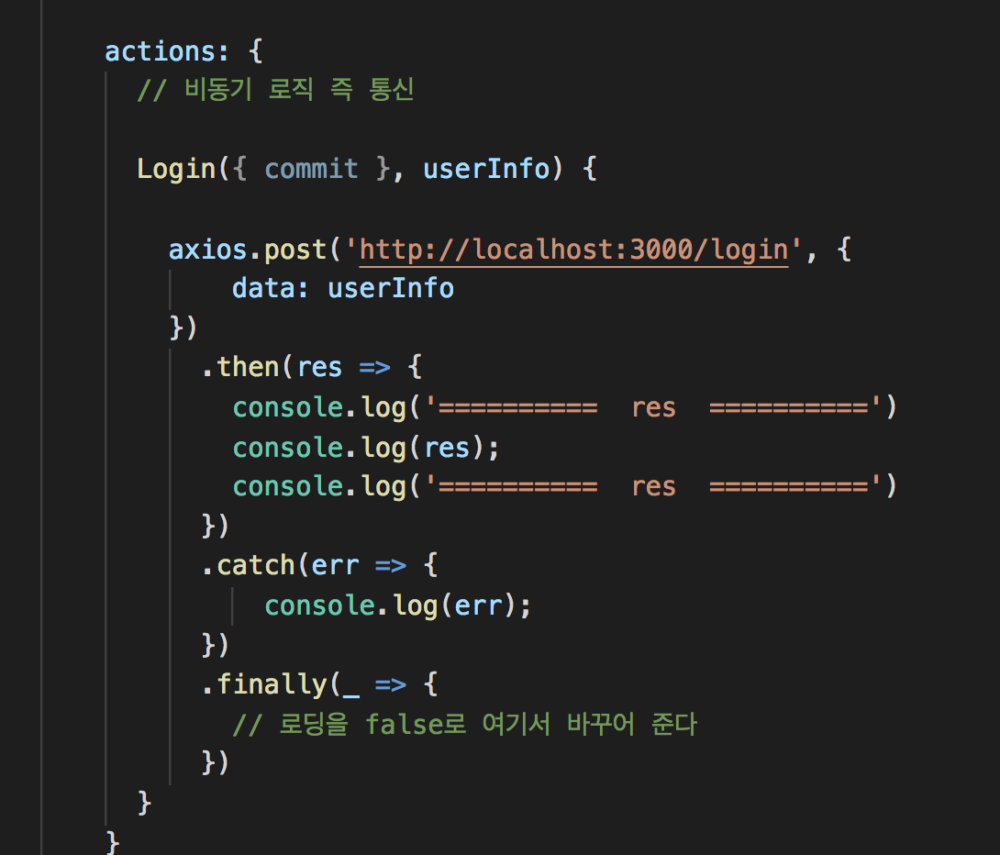 actions: {
// 비동기 로직 즉 통신
Login({ commit }, userInfo) {
axios.post('http://localhost:3000/login', {
data: userInfo
})
.then(res => {
console.log('========== res ==========')
console.log(res);
console.log('========== res ==========')
})
.catch(err => {
console.log(err);
})
.finally(_ => {
// 로딩을 false로 여기서 바꾸어 준다
})
}
}